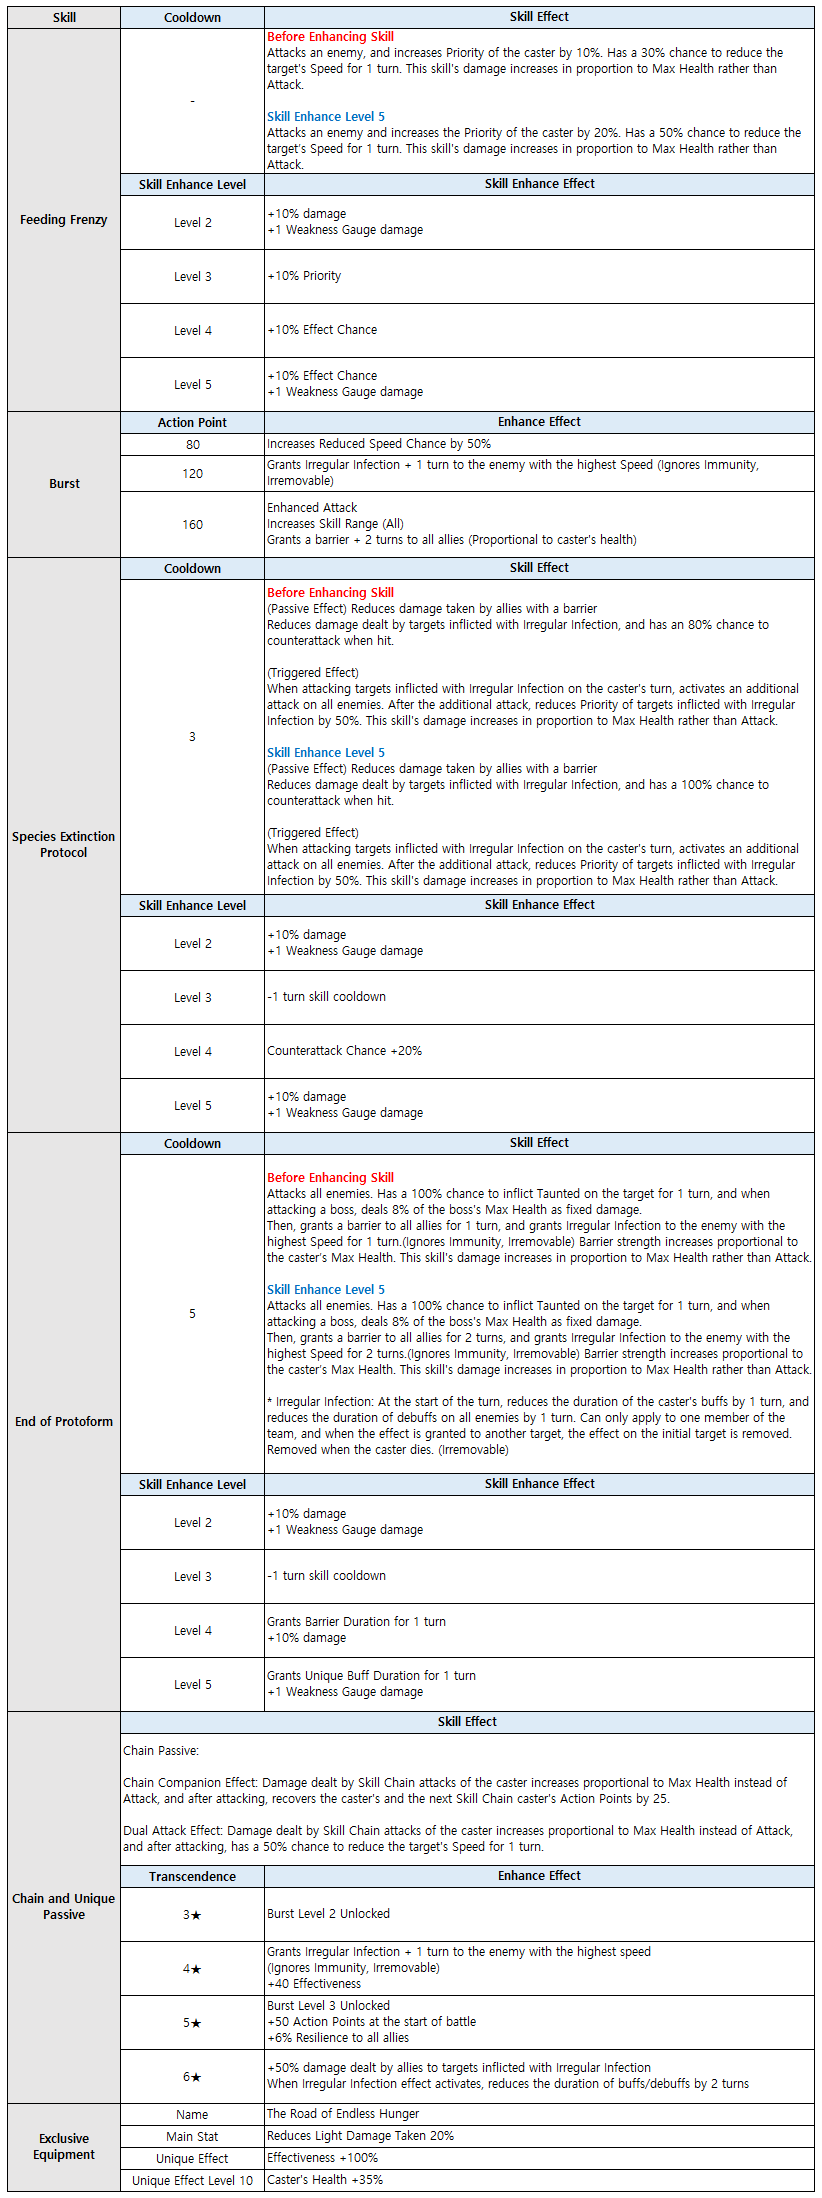 Skill
Cooldown
Skill Effect
Feeding Frenzy
-
Before Enhancing Skill
Attacks an enemy, and increases Priority of the caster by 10%. Has a 30% chance to reduce the
target's Speed for 1 turn. This skill's damage increases in proportion to Max Health rather than
Attack.
Skill Enhance Level 5
Attacks an enemy and increases the Priority of the caster by 20%. Has a 50% chance to reduce the
target's Speed for 1 turn. This skill's damage increases in proportion to Max Health rather than
Attack.
Skill Enhance Level
Skill Enhance Effect
Level 2
+10% damage
+1 Weakness Gauge damage
Level 3
+10% Priority
Level 4
+10% Effect Chance
Level 5
+10% Effect Chance
+1 Weakness Gauge damage
Burst
Action Point
Enhance Effect
80
Increases Reduced Speed Chance by 50%
120
Grants Irregular Infection + 1 turn to the enemy with the highest Speed (Ignores Immunity,
Irremovable)
160
Enhanced Attack
Increases Skill Range (All)
Grants a barrier + 2 turns to all allies (Proportional to caster's health)
Species Extinction
Protocol
Cooldown
Skill Effect
3
Before Enhancing Skill
(Passive Effect) Reduces damage taken by allies with a barrier
Reduces damage dealt by targets inflicted with Irregular Infection, and has an 80% chance to
counterattack when hit.
(Triggered Effect)
When attacking targets inflicted with Irregular Infection on the caster's turn, activates an additional
attack on all enemies. After the additional attack, reduces Priority of targets inflicted with Irregular
Infection by 50%. This skill's damage increases in proportion to Max Health rather than Attack.
Skill Enhance Level 5
(Passive Effect) Reduces damage taken by allies with a barrier
Reduces damage dealt by targets inflicted with Irregular Infection, and has a 100% chance to
counterattack when hit.
(Triggered Effect)
When attacking targets inflicted with Irregular Infection on the caster's turn, activates an additional
attack on all enemies. After the additional attack, reduces Priority of targets inflicted with Irregular
Infection by 50%. This skill's damage increases in proportion to Max Health rather than Attack.
Skill Enhance Level
Skill Enhance Effect
Level 2
+10% damage
+1 Weakness Gauge damage
Level 3
-1 turn skill cooldown
Level 4
Counterattack Chance +20%
Level 5
+10% damage
+1 Weakness Gauge damage
End of Protoform
Cooldown
Skill Effect
5
Before Enhancing Skill
Attacks all enemies. Has a 100% chance to inflict Taunted on the target for 1 turn, and when
attacking a boss, deals 8% of the boss's Max Health as fixed damage.
Then, grants a barrier to all allies for 1 turn, and grants Irregular Infection to the enemy with the
highest Speed for 1 turn.(Ignores Immunity, Irremovable) Barrier strength increases proportional to
the caster's Max Health. This skill's damage increases in proportion to Max Health rather than Attack.
Skill Enhance Level 5
Attacks all enemies. Has a 100% chance to inflict Taunted on the target for 1 turn, and when
attacking a boss, deals 8% of the boss's Max Health as fixed damage.
Then, grants a barrier to all allies for 2 turns, and grants Irregular Infection to the enemy with the
highest Speed for 2 turns.(Ignores Immunity, Irremovable) Barrier strength increases proportional to
the caster's Max Health. This skill's damage increases in proportion to Max Health rather than Attack.
* Irregular Infection: At the start of the turn, reduces the duration of the caster's buffs by 1 turn, and
reduces the duration of debuffs on all enemies by 1 turn. Can only apply to one member of the
team, and when the effect is granted to another target, the effect on the initial target is removed.
Removed when the caster dies. (Irremovable)
Skill Enhance Level
Skill Enhance Effect
Level 2
+10% damage
+1 Weakness Gauge damage
Level 3
-1 turn skill cooldown
Level 4
Grants Barrier Duration for 1 turn
+10% damage
Level 5
Grants Unique Buff Duration for 1 turn
+1 Weakness Gauge damage
Chain and Unique
Passive
Skill Effect
Chain Passive:
Chain Companion Effect: Damage dealt by Skill Chain attacks of the caster increases proportional to Max Health instead of
Attack, and after attacking, recovers the caster's and the next Skill Chain caster's Action Points by 25.
Dual Attack Effect: Damage dealt by Skill Chain attacks of the caster increases proportional to Max Health instead of Attack,
and after attacking, has a 50% chance to reduce the target's Speed for 1 turn.
Transcendence
Enhance Effect
3★
Burst Level 2 Unlocked
4★
Grants Irregular Infection + 1 turn to the enemy with the highest speed
(Ignores Immunity, Irremovable)
+40 Effectiveness
5★
Burst Level 3 Unlocked
+50 Action Points at the start of battle
+6% Resilience to all allies
6★
+50% damage dealt by allies to targets inflicted with Irregular Infection
When Irregular Infection effect activates, reduces the duration of buffs/debuffs by 2 turns
Exclusive
Equipment
Name
The Road of Endless Hunger
Main Stat
Reduces Light Damage Taken 20%
Unique Effect
Effectiveness +100%
Unique Effect Level 10
Caster's Health +35%